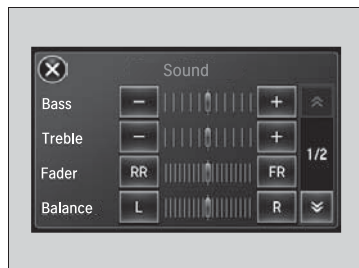 Sound
Bass − +
Treble − +
1/2
Fader RR FR
Balance L R